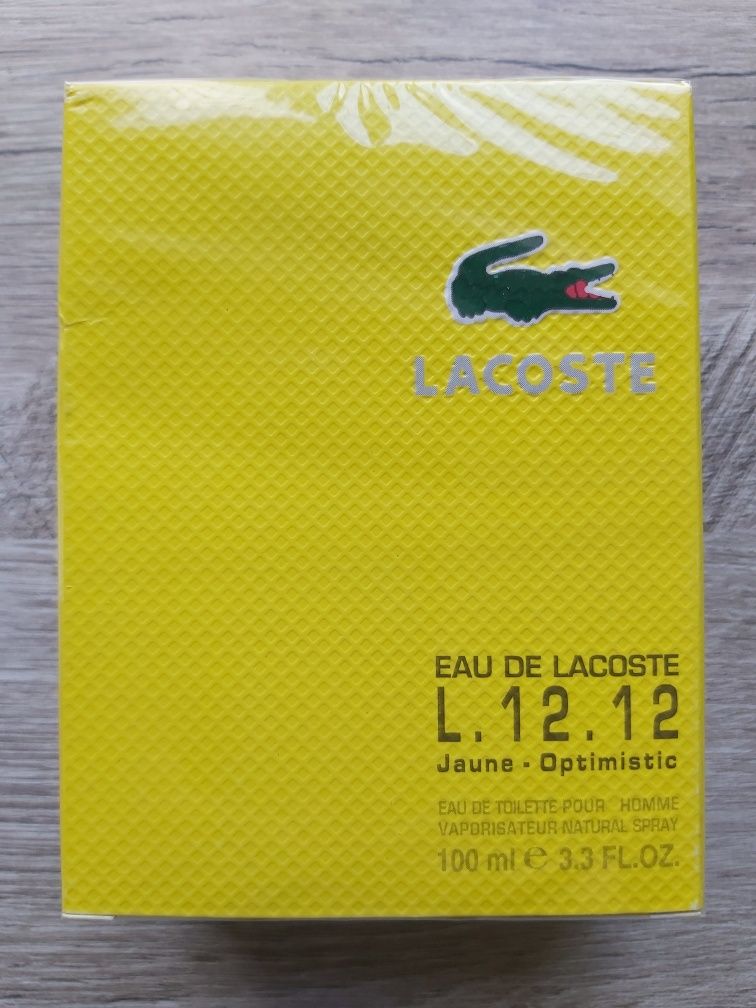 LACOSTE
EAU DE LACOSTE
L.12.12
Jaune - Optimistic
EAU DE TOILETTE POUR HOMME
VAPORISATEUR NATURAL SPRAY
100 ml e 3.3 FL.OZ.